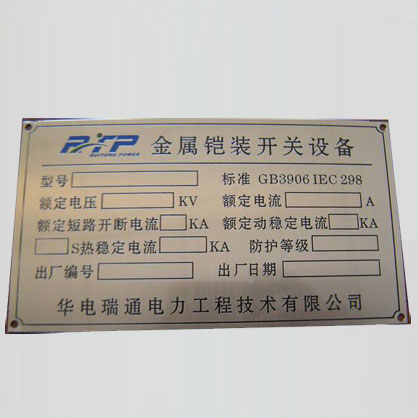 RTP 金属铠装开关设备
RUITONG POWER
型号 标准 GB3906 IEC 298
额定电压 KV 额定电流 A
额定短路开断电流 KA 额定动稳定电流 KA
S热稳定电流 KA 防护等级
出厂编号 出厂日期
华电瑞通电力工程技术有限公司